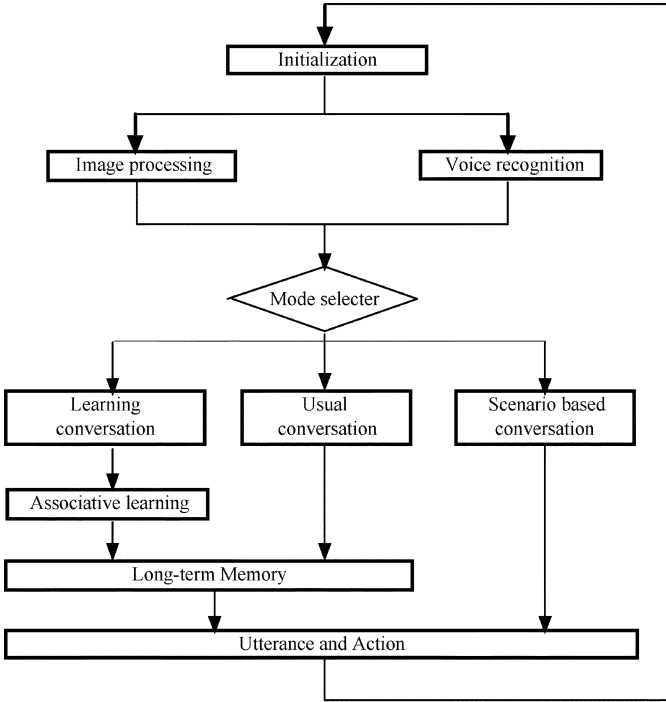 Initialization
Image processing
Voice recognition
Mode selecter
Learning
conversation
Usual
conversation
Scenario based
conversation
Associative learning
Long-term Memory
Utterance and Action